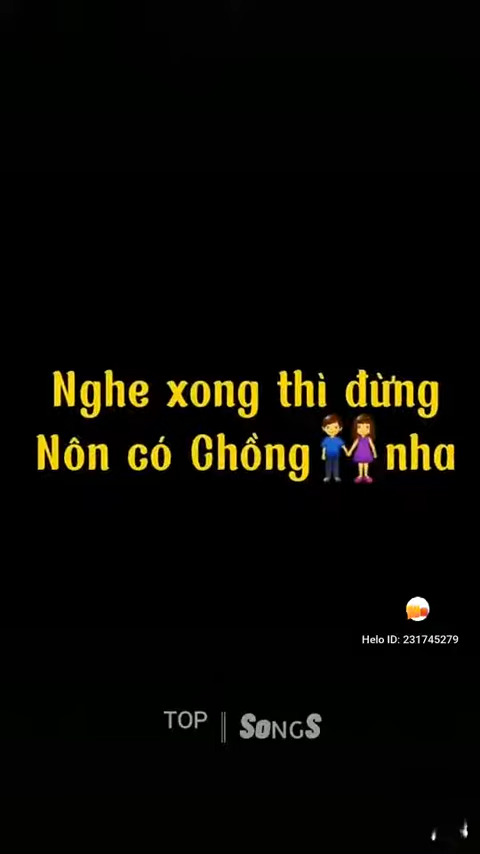 Nghe xong thì đừng
Nôn có Chồng👫nha
Helo ID: 231745279
TOP || SONGS